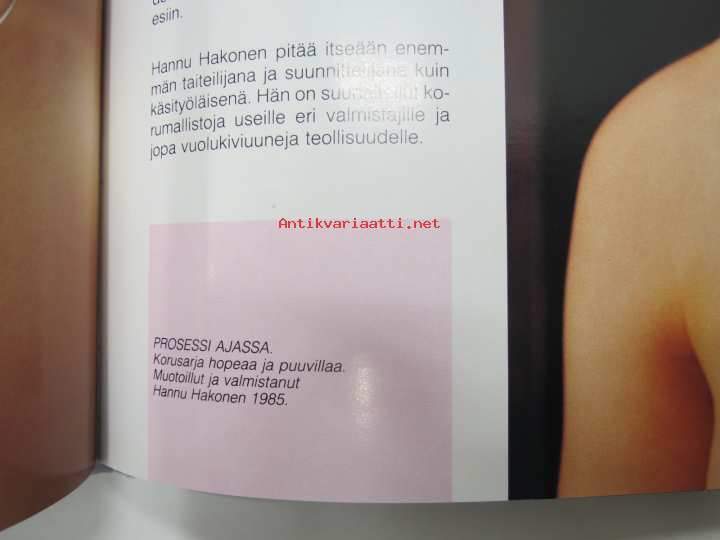 esiin.
Hannu Hakonen pitää itseään enem-
män taiteilijana ja suunnittelijana kuin
käsityöläisenä. Hän on suunnitellut ko-
rumallistoja useille eri valmistajille ja
jopa vuolukiviuuneja teollisuudelle.
Antikvariaatti.net
PROSESSI AJASSA.
Korusarja hopeaa ja puuvillaa.
Muotoillut ja valmistanut
Hannu Hakonen 1985.